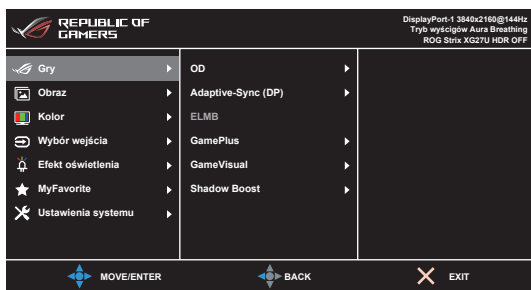 REPUBLIC OF
GAMERS
DisplayPort-1 3840x2160@144Hz
Tryb wyścigów Aura Breathing
ROG Strix XG27U HDR OFF
Gry
Obraz
Kolor
Wybór wejścia
Efekt oświetlenia
MyFavorite
Ustawienia systemu
OD
Adaptive-Sync (DP)
ELMB
GamePlus
GameVisual
Shadow Boost
MOVE/ENTER
BACK
EXIT